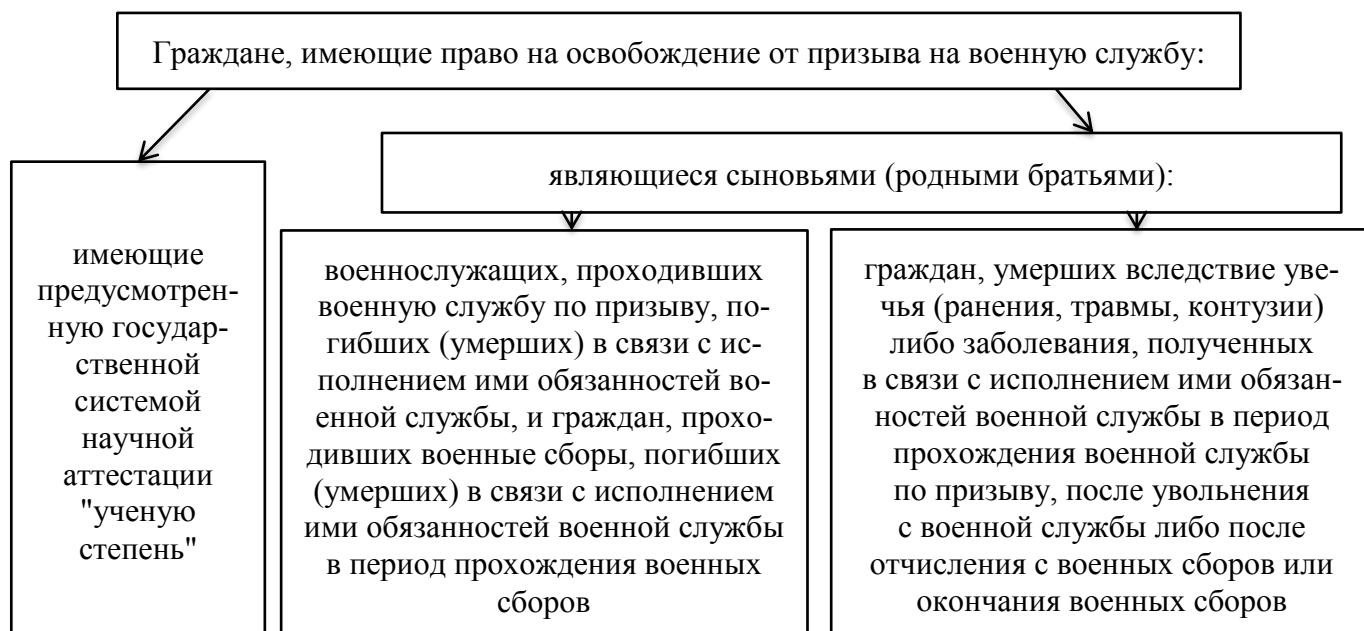 Граждане, имеющие право на освобождение от призыва на военную службу:
являющиеся сыновьями (родными братьями):
имеющие
предусмотрен-
ную государ-
ственной
системой
научной
аттестации
"ученую
степень"
военнослужащих, проходивших
военную службу по призыву, по-
гибших (умерших) в связи с ис-
полнением ими обязанностей во-
енной службы, и граждан, прохо-
дивших военные сборы, погибших
(умерших) в связи с исполнением
ими обязанностей военной службы
в период прохождения военных
сборов
граждан, умерших вследствие уве-
чья (ранения, травмы, контузии)
либо заболевания, полученных
в связи с исполнением ими обязан-
ностей военной службы в период
прохождения военной службы
по призыву, после увольнения
с военной службы либо после
отчисления с военных сборов или
окончания военных сборов